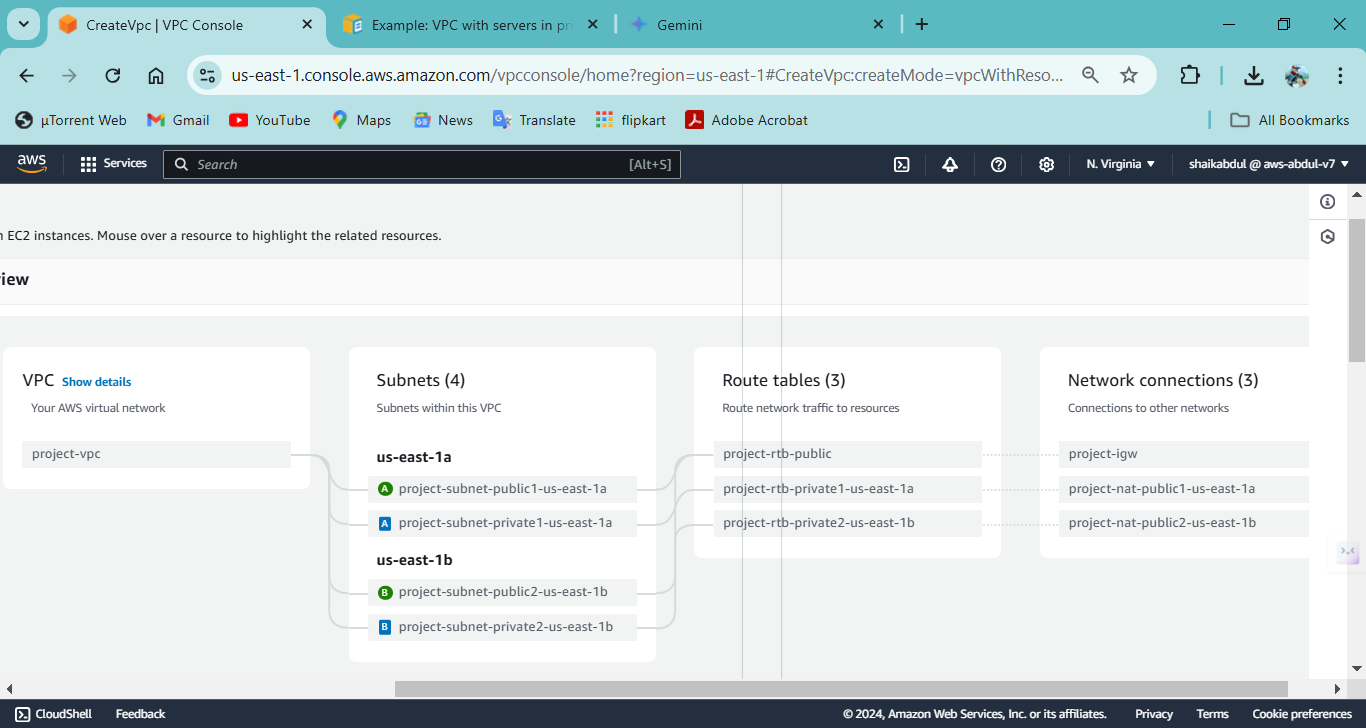 CreateVpc | VPC Console
Example: VPC with servers in pri
Gemini
us-east-1.console.aws.amazon.com/vpcconsole/home?region=us-east-1#CreateVpc:createMode=vpcWithReso...
µTorrent Web
Gmail
YouTube
Maps
News
Translate
flipkart
Adobe Acrobat
All Bookmarks
aws
Services
Search
[Alt+S]
N. Virginia
shaikabdul @ aws-abdul-v7
EC2 instances. Mouse over a resource to highlight the related resources.
iew
VPC Show details
Your AWS virtual network
project-vpc
Subnets (4)
Subnets within this VPC
us-east-1a
A project-subnet-public1-us-east-1a
A project-subnet-private1-us-east-1a
us-east-1b
B project-subnet-public2-us-east-1b
B project-subnet-private2-us-east-1b
Route tables (3)
Route network traffic to resources
project-rtb-public
project-rtb-private1-us-east-1a
project-rtb-private2-us-east-1b
Network connections (3)
Connections to other networks
project-igw
project-nat-public1-us-east-1a
project-nat-public2-us-east-1b
CloudShell
Feedback
© 2024, Amazon Web Services, Inc. or its affiliates.
Privacy
Terms
Cookie preferences